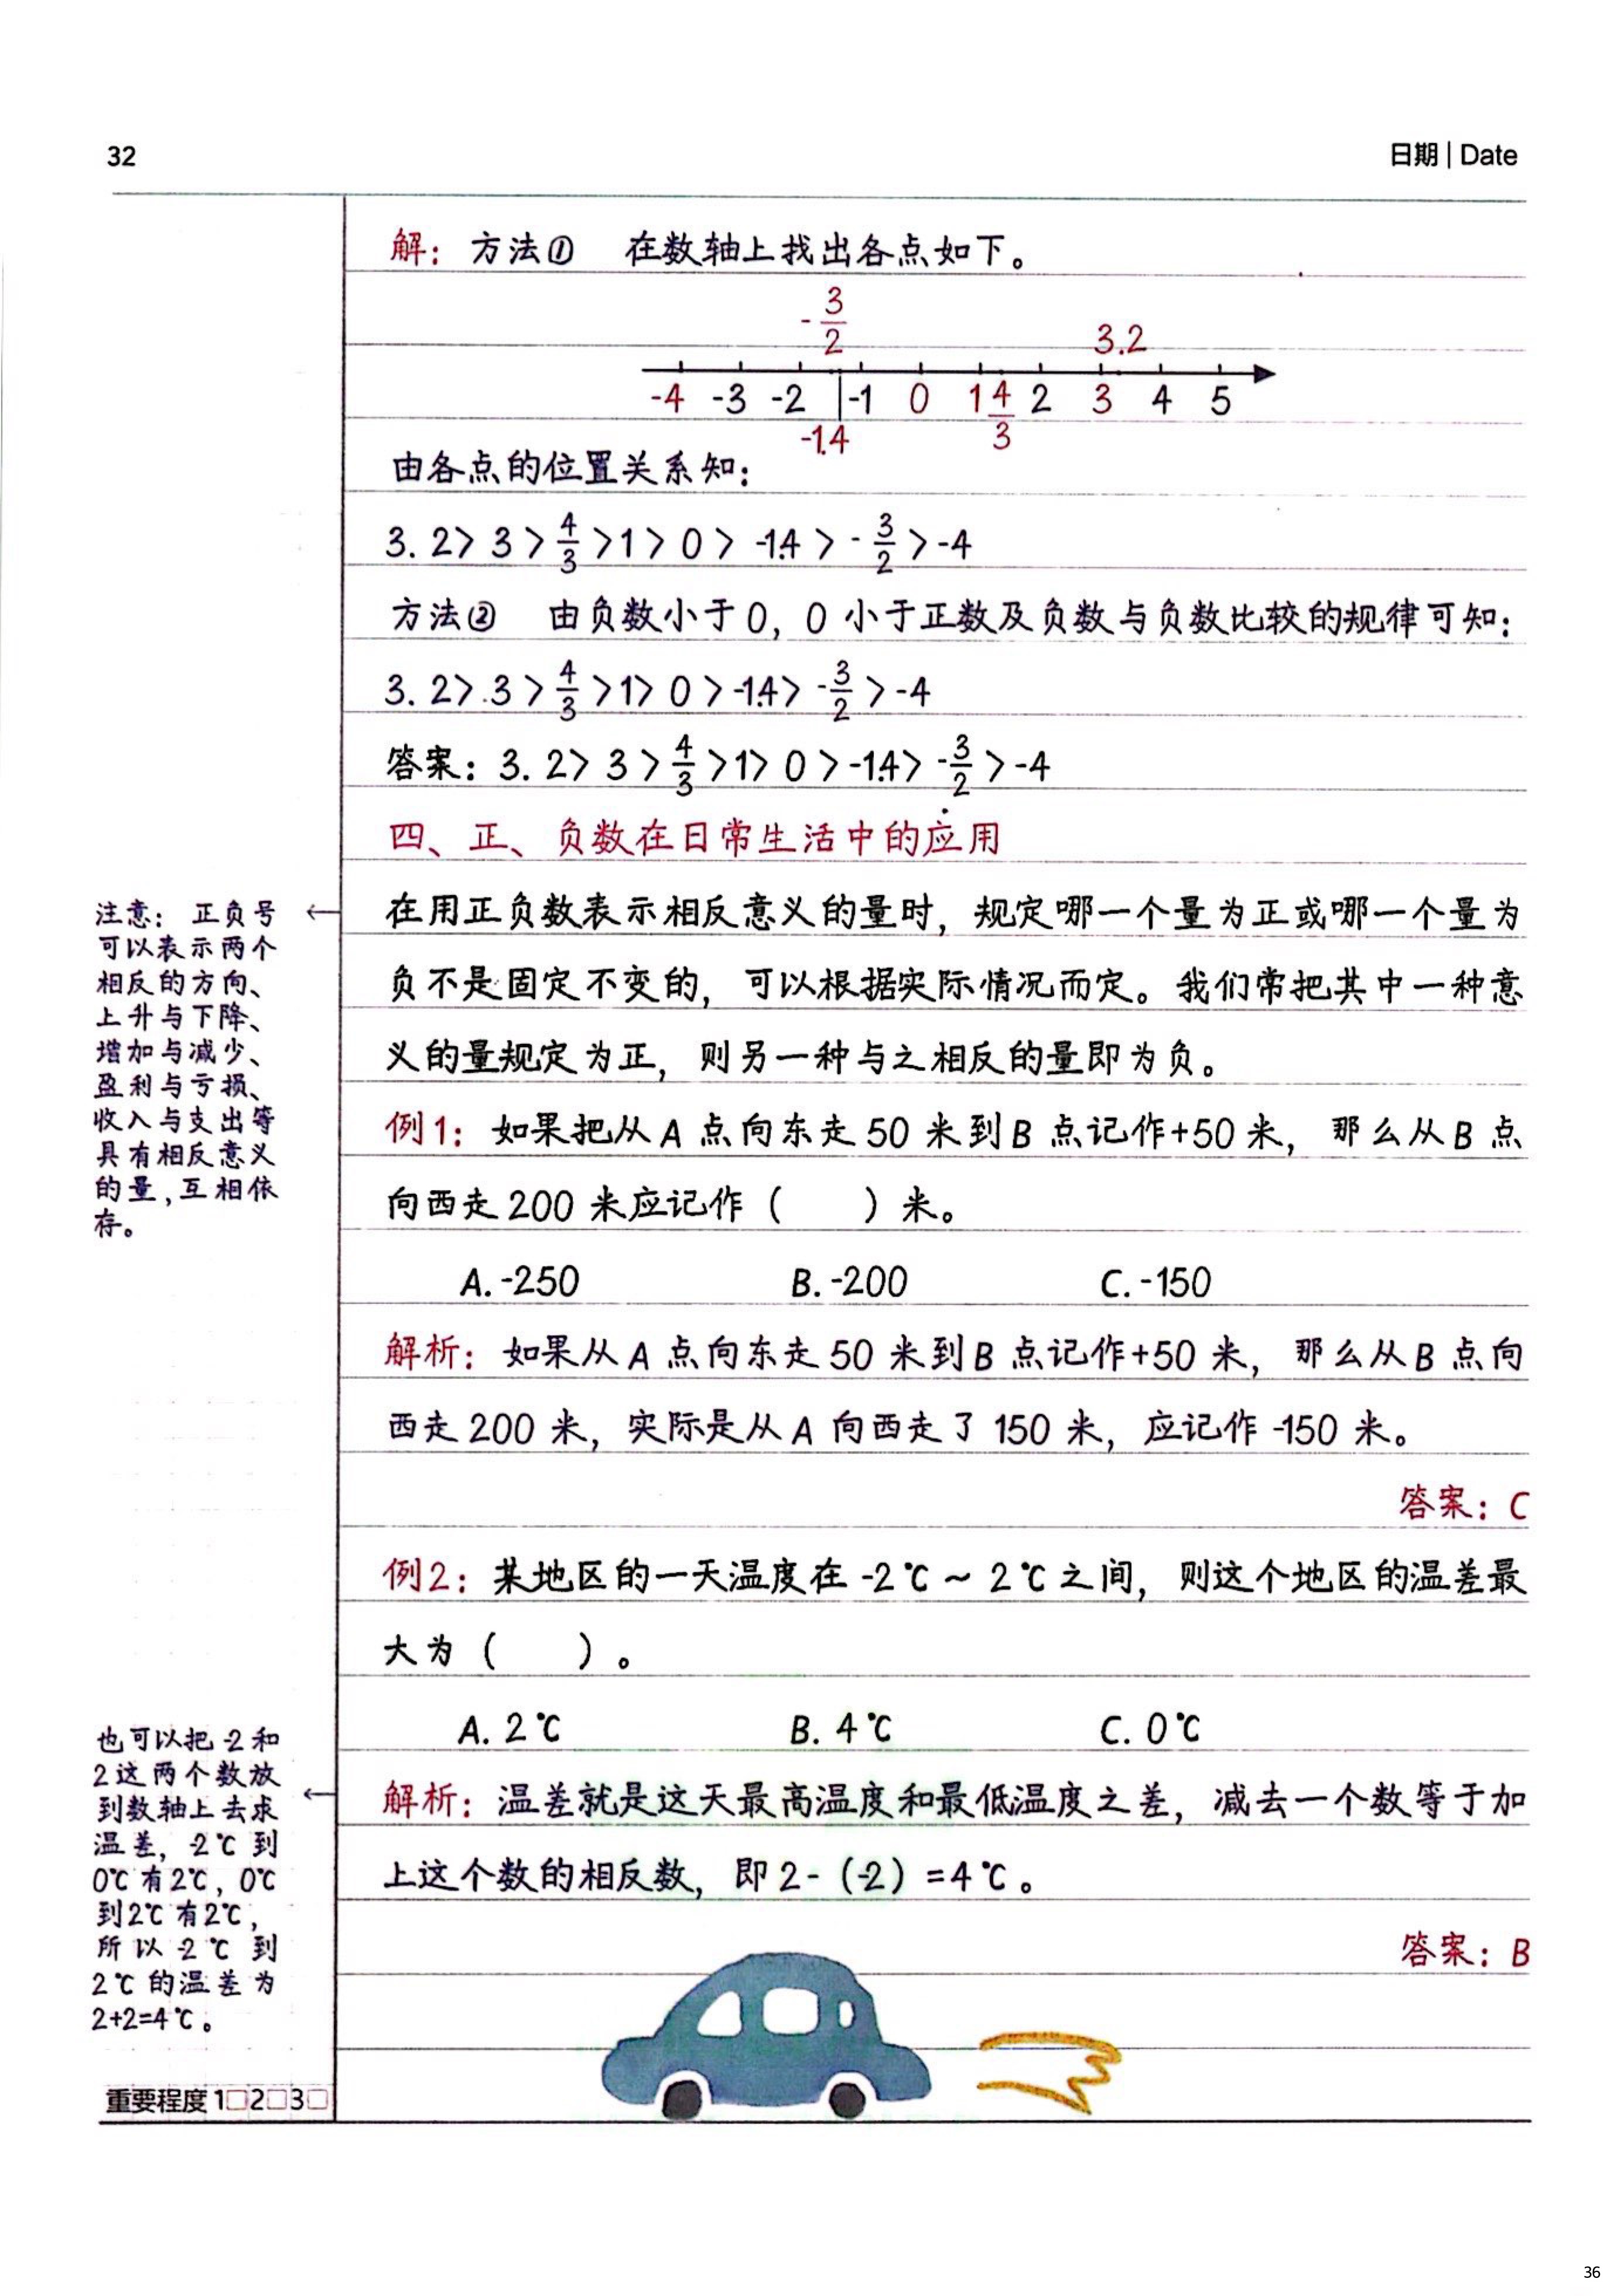 32
日期 | Date
解：方法① 在数轴上找出各点如下。
-3/2
3.2
-4 -3 -2 -1 0 1 4/3 2 3 4 5
-1.4
由各点的位置关系知：
3.2>3>4/3>1>0>-1.4>-3/2>-4
方法② 由负数小于0，0小于正数及负数与负数比较的规律可知：
3.2>3>4/3>1>0>-1.4>-3/2>-4
答案：3.2>3>4/3>1>0>-1.4>-3/2>-4
四、正、负数在日常生活中的应用
在用正负数表示相反意义的量时，规定哪一个量为正或哪一个量为
负不是固定不变的，可以根据实际情况而定。我们常把其中一种意
义的量规定为正，则另一种与之相反的量即为负。
注意：正负号
可以表示两个
相反的方向、
上升与下降、
增加与减少、
盈利与亏损、
收入与支出等
具有相反意义
的量，互相依
存。
例1：如果把从A点向东走50米到B点记作+50米，那么从B点
向西走200米应记作（ ）米。
A.-250 B.-200 C.-150
解析：如果从A点向东走50米到B点记作+50米，那么从B点向
西走200米，实际是从A向西走了150米，应记作-150米。
答案：C
例2：某地区的一天温度在-2℃~2℃之间，则这个地区的温差最
大为（ ）。
A.2℃ B.4℃ C.0℃
解析：温差就是这天最高温度和最低温度之差，减去一个数等于加
上这个数的相反数，即2-（-2）=4℃。
答案：B
也可以把-2和
2这两个数放
到数轴上去求
温差，-2℃到
0℃有2℃，0℃
到2℃有2℃，
所以-2℃到
2℃的温差为
2+2=4℃。
重要程度1□2□3□
36